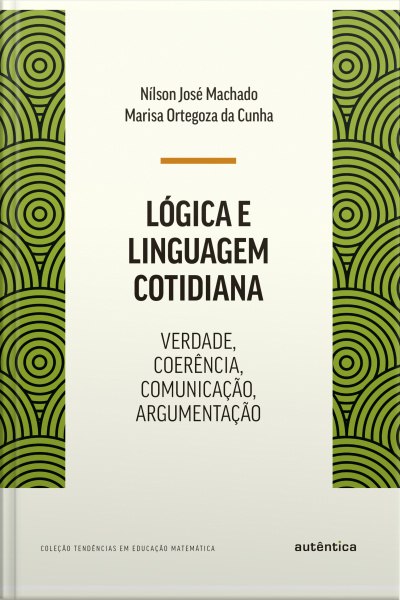 Nílson José Machado
Marisa Ortegoza da Cunha
LÓGICA E
LINGUAGEM
COTIDIANA
VERDADE,
COERÊNCIA,
COMUNICAÇÃO,
ARGUMENTAÇÃO
COLEÇÃO TENDÊNCIAS EM EDUCAÇÃO MATEMÁTICA
autêntica